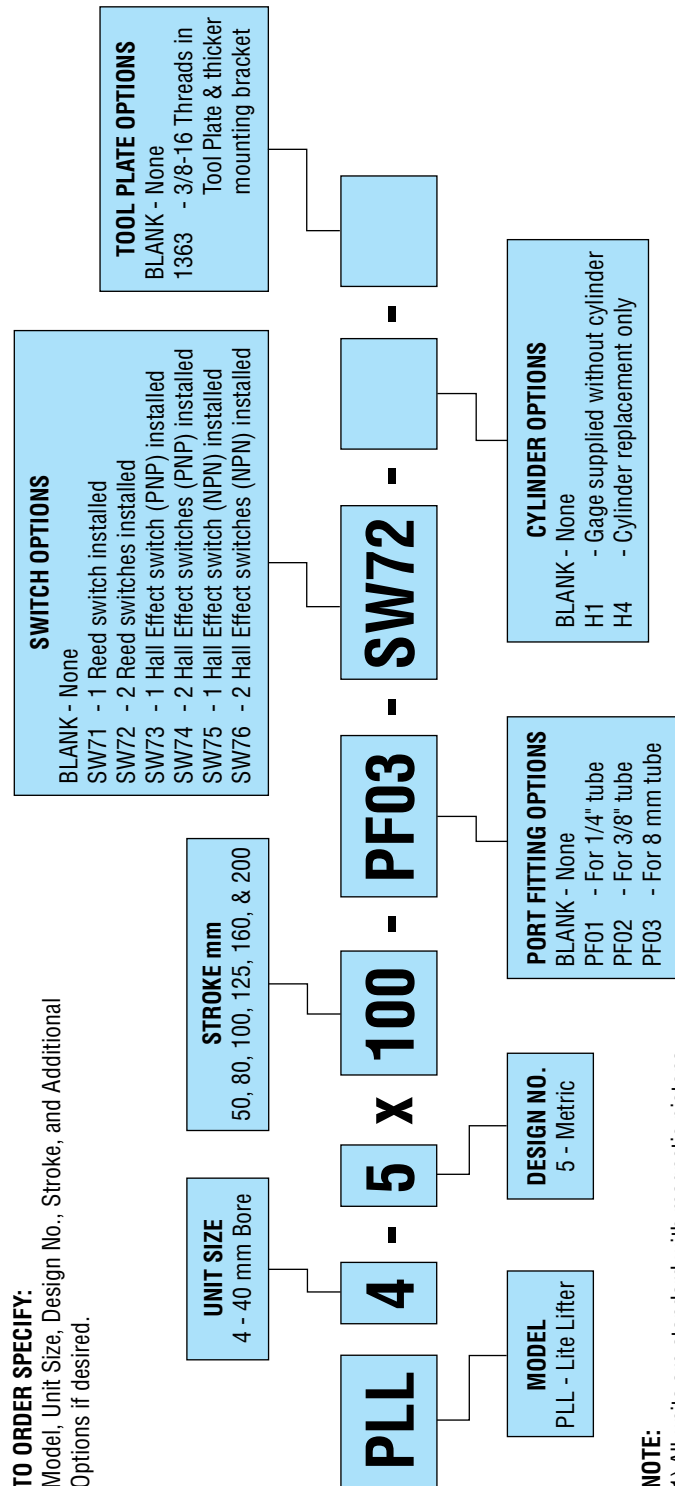 TO ORDER SPECIFY:
Model, Unit Size, Design No., Stroke, and Additional
Options if desired.
UNIT SIZE
4 - 40 mm Bore
STROKE mm
50, 80, 100, 125, 160, & 200
SWITCH OPTIONS
BLANK - None
SW71 - 1 Reed switch installed
SW72 - 2 Reed switches installed
SW73 - 1 Hall Effect switch (PNP) installed
SW74 - 2 Hall Effect switches (PNP) installed
SW75 - 1 Hall Effect switch (NPN) installed
SW76 - 2 Hall Effect switches (NPN) installed
TOOL PLATE OPTIONS
BLANK - None
1363 - 3/8-16 Threads in
Tool Plate & thicker
mounting bracket
PLL 4 - 5 x 100 - PF03 - SW72 - -
MODEL
PLL - Lite Lifter
DESIGN NO.
5 - Metric
PORT FITTING OPTIONS
BLANK - None
PF01 - For 1/4" tube
PF02 - For 3/8" tube
PF03 - For 8 mm tube
CYLINDER OPTIONS
BLANK - None
H1 - Gage supplied without cylinder
H4 - Cylinder replacement only
NOTE: